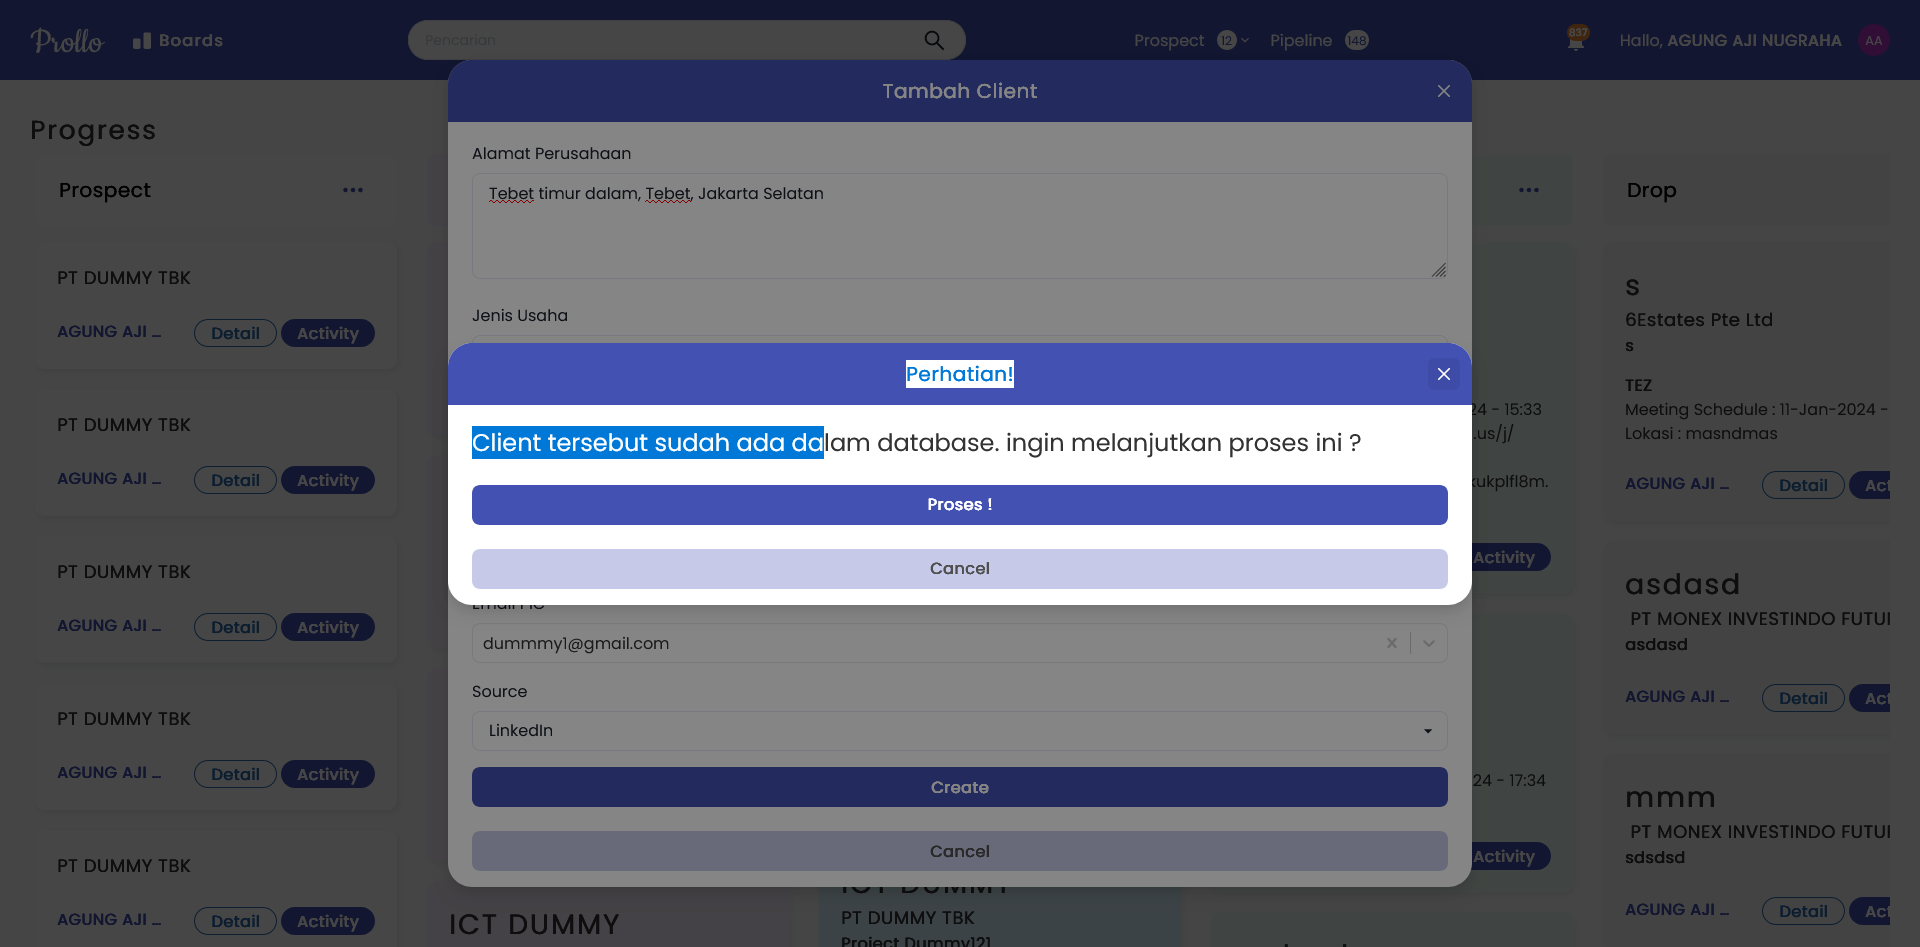 Prollo
Boards
Pencarian
Prospect 12
Pipeline 148
837
Hallo, AGUNG AJI NUGRAHA AA
Tambah Client
Progress
Alamat Perusahaan
Tebet timur dalam, Tebet, Jakarta Selatan
Jenis Usaha
Perhatian!
Client tersebut sudah ada dalam database. ingin melanjutkan proses ini ?
Proses !
Cancel
dummmy1@gmail.com
Source
LinkedIn
Create
Cancel
Prospect
PT DUMMY TBK
AGUNG AJI ...
Detail Activity
PT DUMMY TBK
AGUNG AJI ...
Detail Activity
PT DUMMY TBK
AGUNG AJI ...
Detail Activity
PT DUMMY TBK
AGUNG AJI ...
Detail Activity
PT DUMMY TBK
AGUNG AJI ...
Detail Activity
ICT DUMMY
ICT DUMMY
PT DUMMY TBK
Project Dummy121
24 - 15:33
.us/j/
kukplfl8m.
Activity
24 - 17:34
Activity
Drop
S
6Estates Pte Ltd
s
TEZ
Meeting Schedule : 11-Jan-2024 -
Lokasi : masndmas
AGUNG AJI ...
Detail Act
asdasd
PT MONEX INVESTINDO FUTU
asdasd
AGUNG AJI ...
Detail Act
mmm
PT MONEX INVESTINDO FUTU
sdsdsd
AGUNG AJI ...
Detail Act